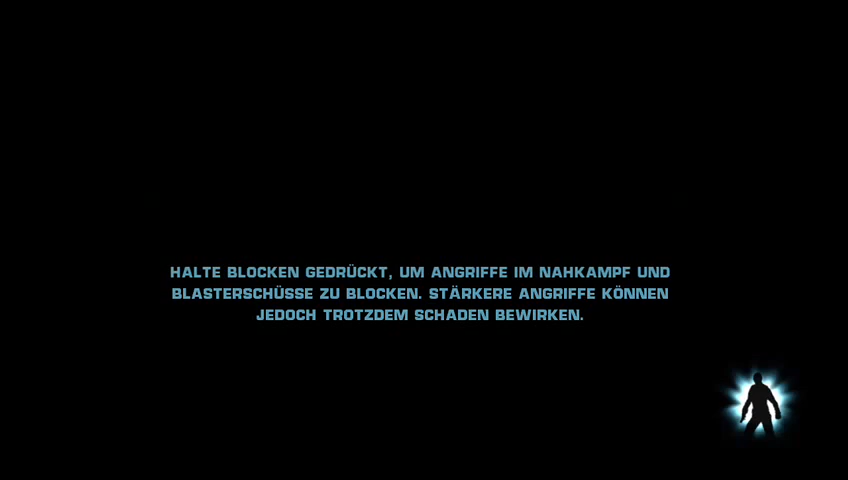 HALTE BLOCKEN GEDRÜCKT, UM ANGRIFFE IM NAHKAMPF UND
BLASTERSCHÜSSE ZU BLOCKEN. STÄRKERE ANGRIFFE KÖNNEN
JEDOCH TROTZDEM SCHADEN BEWIRKEN.